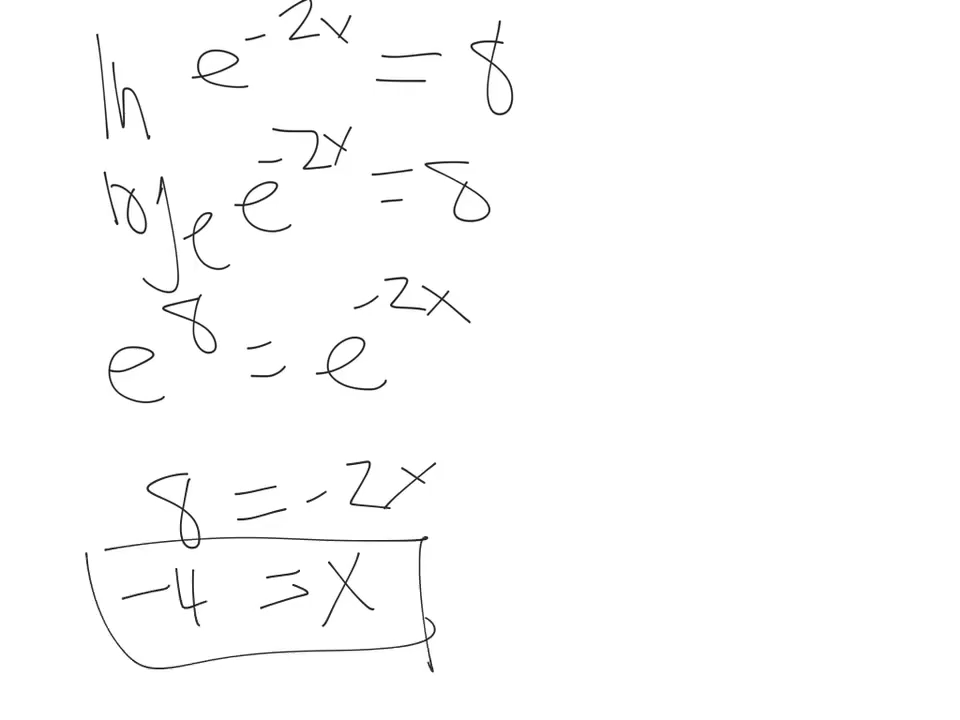 ln e^{-2x} = 8
log_e e^{-2x} = 8
e^8 = e^{-2x}
8 = -2x
-4 = x